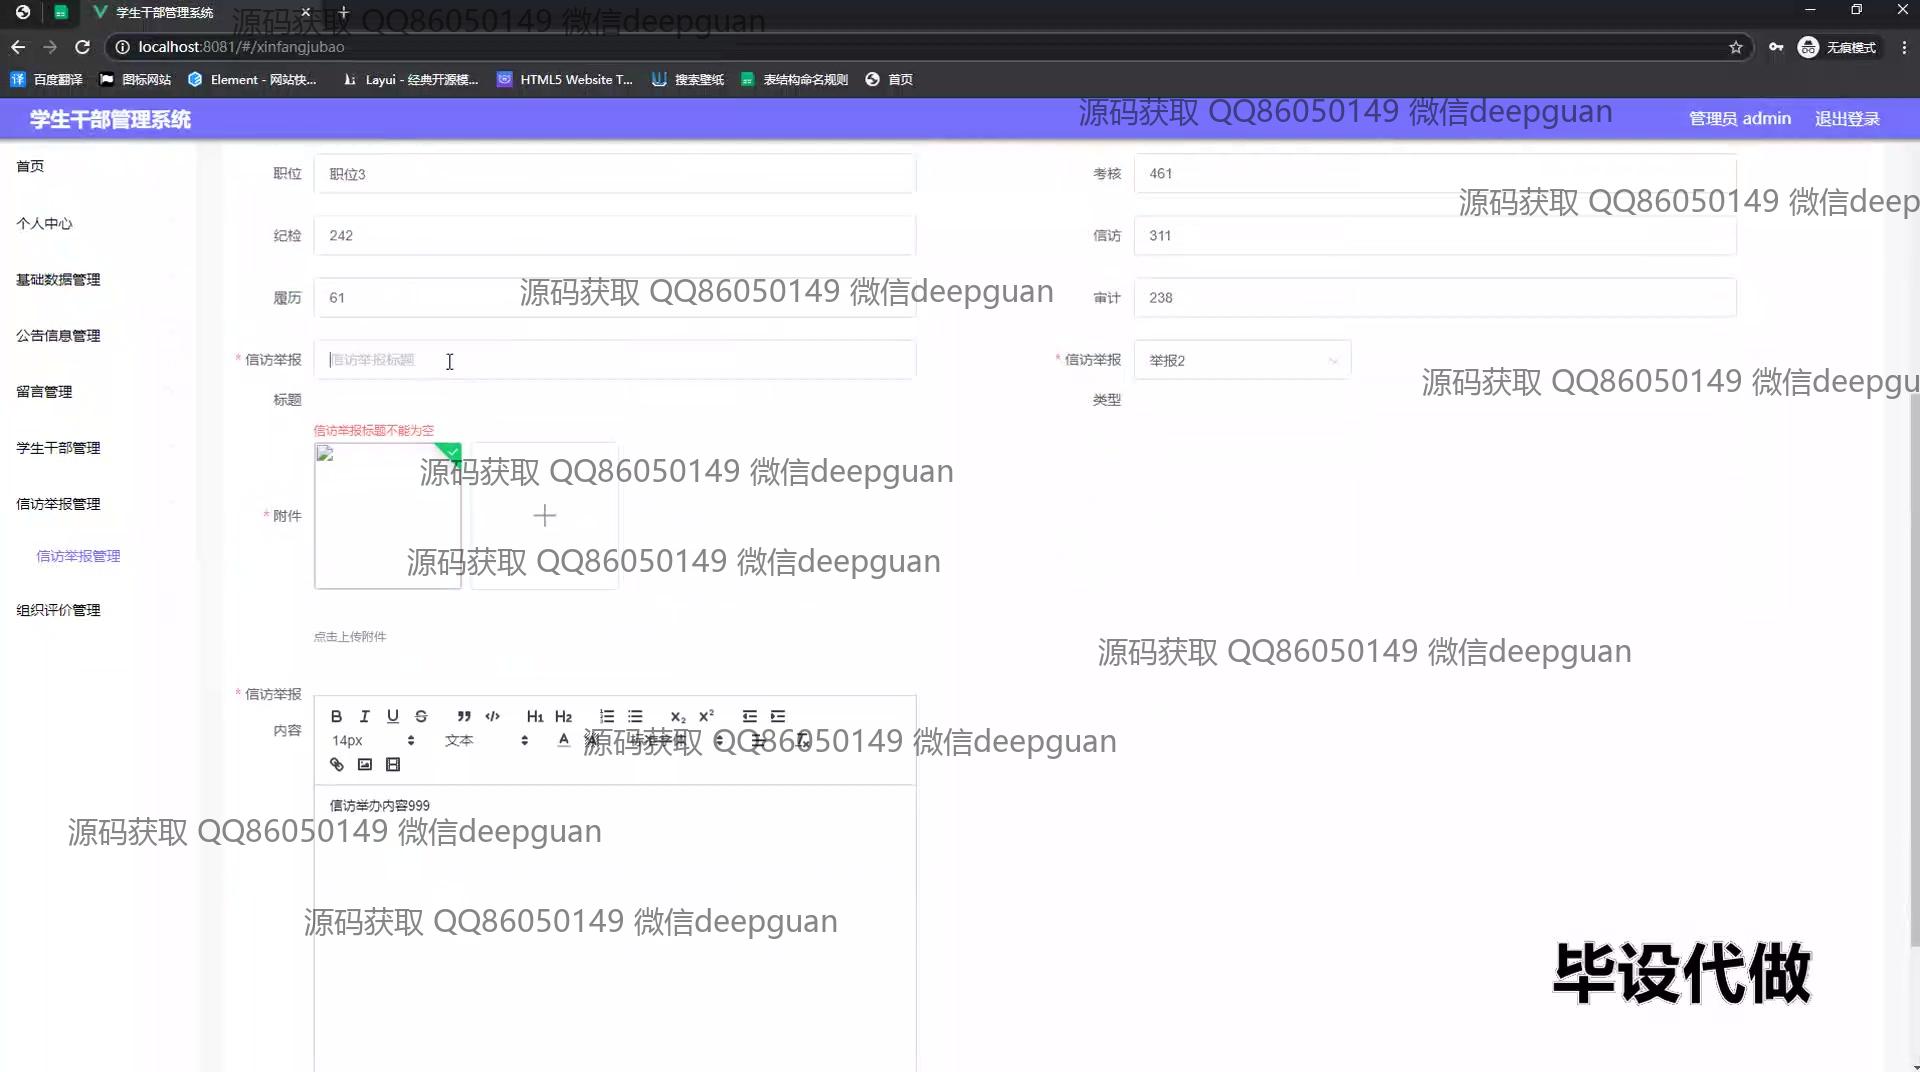 学生干部管理系统
源码获取 QQ86050149 微信deepguan
localhost:8081/#/xinfangjubao
无痕模式
百度翻译 图标网站 Element - 网站快... Layui - 经典开源模... HTML5 Website T... 搜索壁纸 表结构命名规则 首页
学生干部管理系统
源码获取 QQ86050149 微信deepguan
管理员 admin 退出登录
首页
职位 职位3 考核 461
源码获取 QQ86050149 微信deep
个人中心
纪检 242 信访 311
基础数据管理
履历 61 审计 238
源码获取 QQ86050149 微信deepguan
公告信息管理
* 信访举报 信访举报标题 * 信访举报 举报2
源码获取 QQ86050149 微信deepgu
留言管理
标题 类型
信访举报标题不能为空
学生干部管理
源码获取 QQ86050149 微信deepguan
信访举报管理
* 附件
信访举报管理
源码获取 QQ86050149 微信deepguan
组织评价管理
点击上传附件
源码获取 QQ86050149 微信deepguan
* 信访举报
内容
B I U S H1 H2 X2 X2
14px 文本 A
源码获取 QQ86050149 微信deepguan
信访举办内容999
源码获取 QQ86050149 微信deepguan
源码获取 QQ86050149 微信deepguan
毕设代做